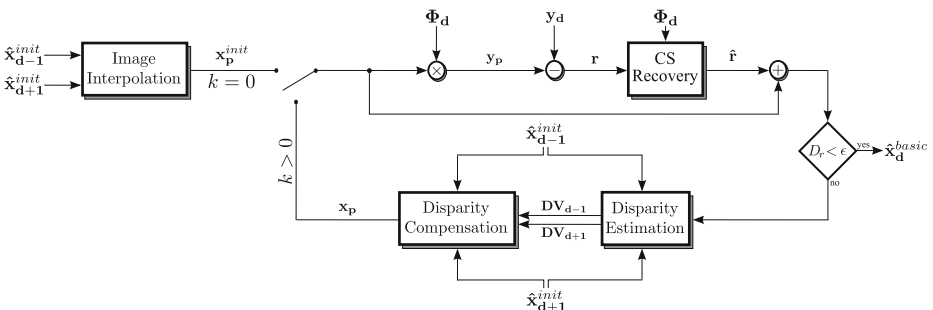 Φ_d
y_d
Φ_d
x̂_{d−1}^{init}
x̂_{d+1}^{init}
Image
Interpolation
x_p^{init}
k = 0
×
y_p
−
r
CS
Recovery
r̂
+
D_r < ϵ
yes
x̂_d^{basic}
no
k > 0
x̂_{d−1}^{init}
x_p
Disparity
Compensation
DV_{d−1}
DV_{d+1}
Disparity
Estimation
x̂_{d+1}^{init}